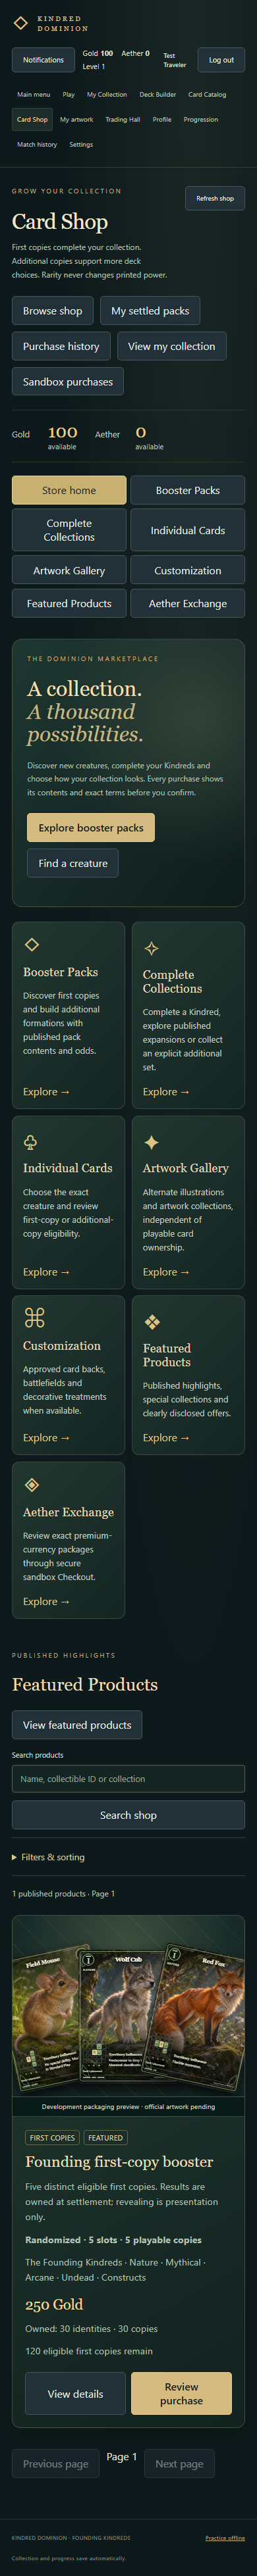 KINDRED
DOMINION
Notifications
Gold 100 Aether 0
Level 1
Test
Traveler
Log out
Main menu
Play
My Collection
Deck Builder
Card Catalog
Card Shop
My artwork
Trading Hall
Profile
Progression
Match history
Settings
GROW YOUR COLLECTION
Refresh shop
Card Shop
First copies complete your collection.
Additional copies support more deck
choices. Rarity never changes printed power.
Browse shop
My settled packs
Purchase history
View my collection
Sandbox purchases
Gold
100
available
Aether
0
available
Store home
Booster Packs
Complete
Collections
Individual Cards
Artwork Gallery
Customization
Featured Products
Aether Exchange
THE DOMINION MARKETPLACE
A collection.
A thousand
possibilities.
Discover new creatures, complete your Kindreds and
choose how your collection looks. Every purchase shows
its contents and exact terms before you confirm.
Explore booster packs
Find a creature
Booster Packs
Discover first copies
and build additional
formations with
published pack
contents and odds.
Explore →
Complete
Collections
Complete a Kindred,
explore published
expansions or collect
an explicit additional
set.
Explore →
Individual Cards
Choose the exact
creature and review
first-copy or additional-
copy eligibility.
Explore →
Artwork Gallery
Alternate illustrations
and artwork collections,
independent of
playable card
ownership.
Explore →
Customization
Approved card backs,
battlefields and
decorative treatments
when available.
Explore →
Featured
Products
Published highlights,
special collections and
clearly disclosed offers.
Explore →
Aether Exchange
Review exact premium-
currency packages
through secure
sandbox Checkout.
Explore →
PUBLISHED HIGHLIGHTS
Featured Products
View featured products
Search products
Name, collectible ID or collection
Search shop
Filters & sorting
1 published products · Page 1
Field Mouse
Wolf Cub
Red Fox
Development packaging preview · official artwork pending
FIRST COPIES
FEATURED
Founding first-copy booster
Five distinct eligible first copies. Results are
owned at settlement; revealing is presentation
only.
Randomized · 5 slots · 5 playable copies
The Founding Kindreds · Nature · Mythical ·
Arcane · Undead · Constructs
250 Gold
Owned: 30 identities · 30 copies
120 eligible first copies remain
View details
Review
purchase
Previous page
Page 1
Next page
KINDRED DOMINION · FOUNDING KINDREDS
Practice offline
Collection and progress save automatically.